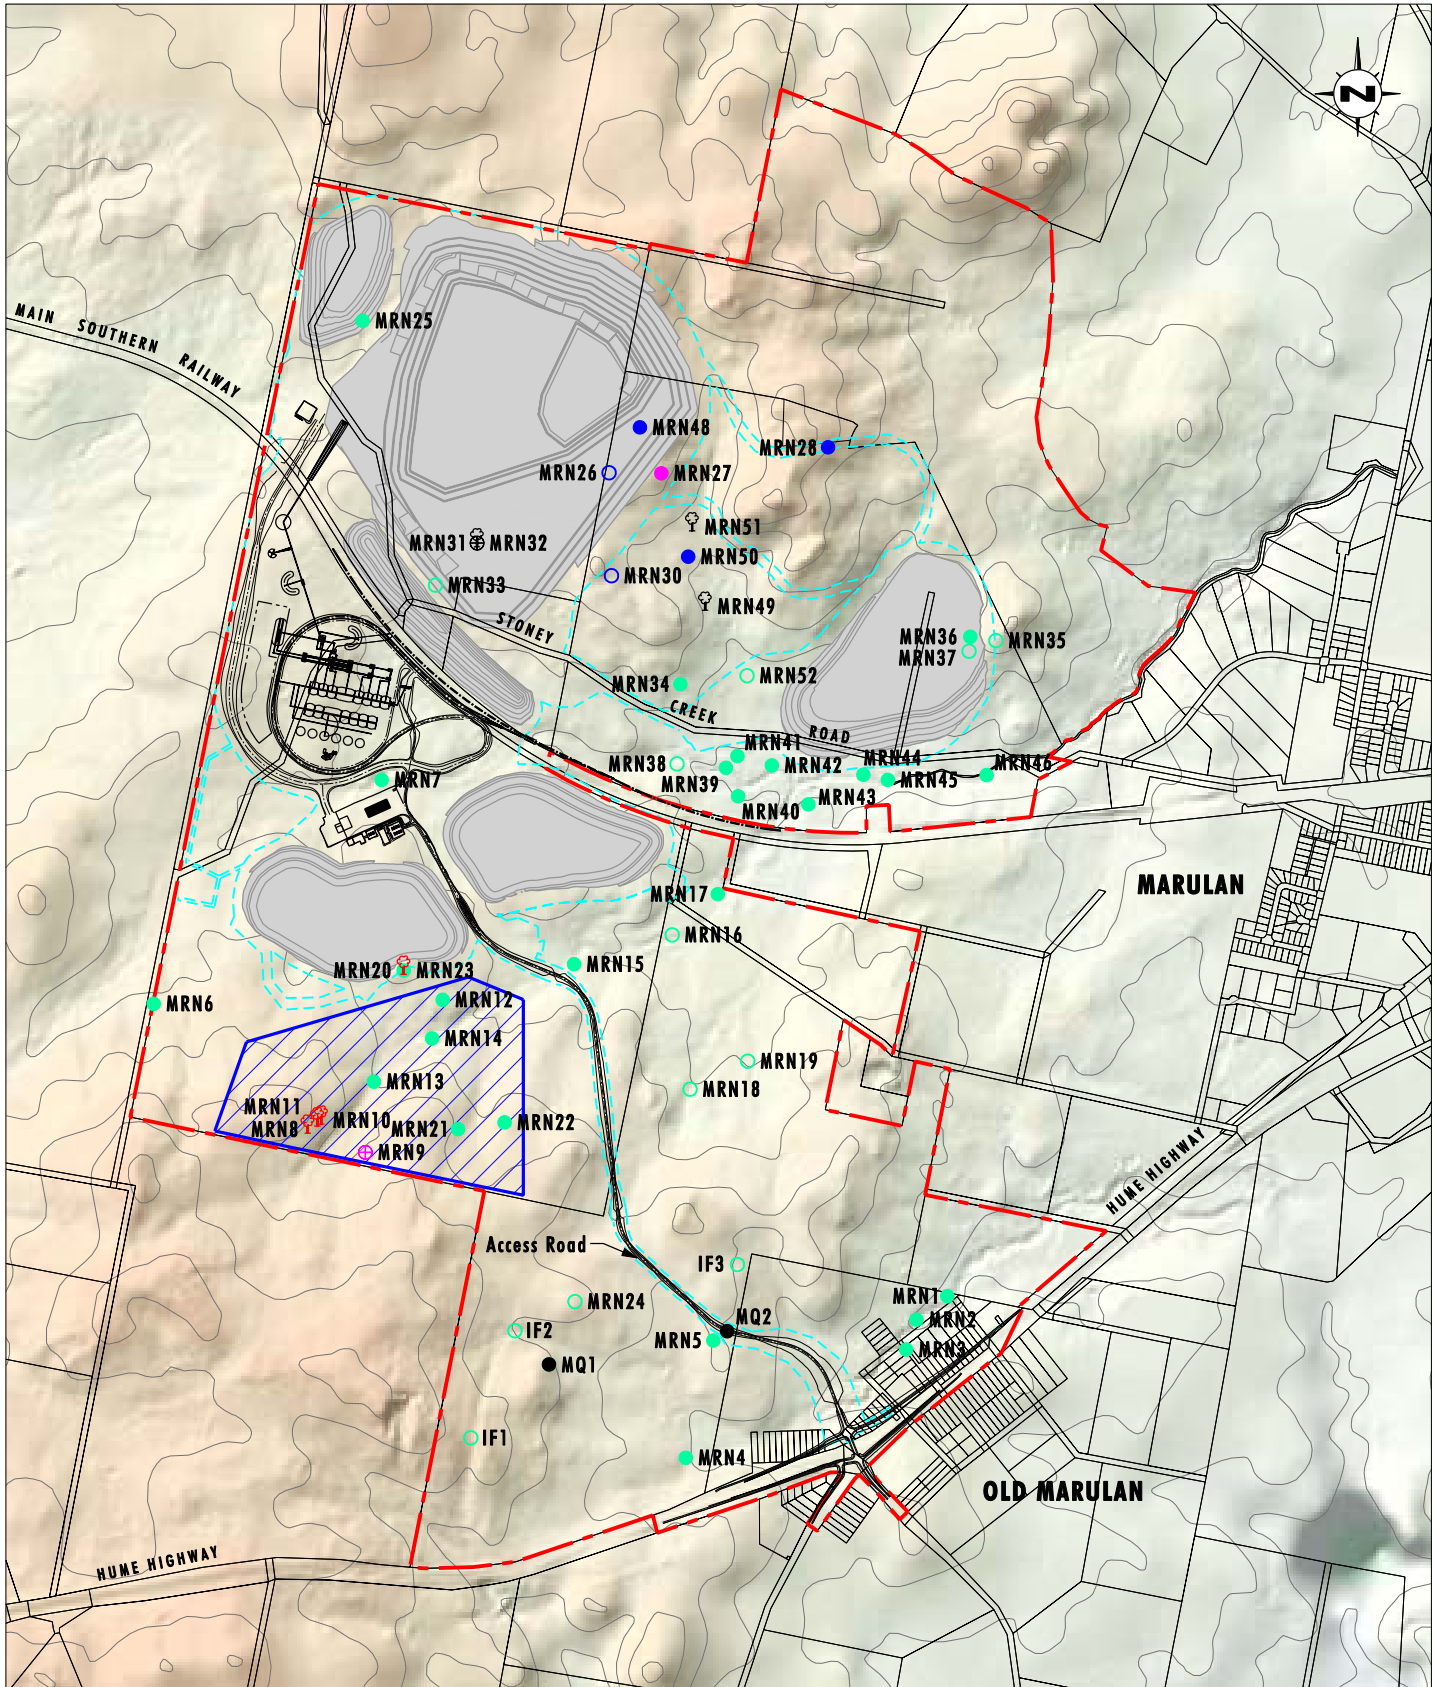 N
MRN25
MAIN SOUTHERN RAILWAY
MRN48
MRN28
MRN26
MRN27
MRN51
MRN31
MRN32
MRN50
MRN30
MRN33
MRN49
STONEY
MRN36
MRN35
MRN37
MRN52
MRN34
CREEK
ROAD
MRN41
MRN38
MRN42
MRN44
MRN46
MRN39
MRN45
MRN7
MRN43
MRN40
MARULAN
MRN17
MRN16
MRN15
MRN20
MRN23
MRN12
MRN6
MRN14
MRN19
MRN13
MRN18
MRN11
MRN10
MRN22
MRN8
MRN21
MRN9
HUME HIGHWAY
Access Road
IF3
MRN1
MRN24
MQ2
MRN2
IF2
MRN5
MRN3
MQ1
IF1
MRN4
OLD MARULAN
HUME HIGHWAY